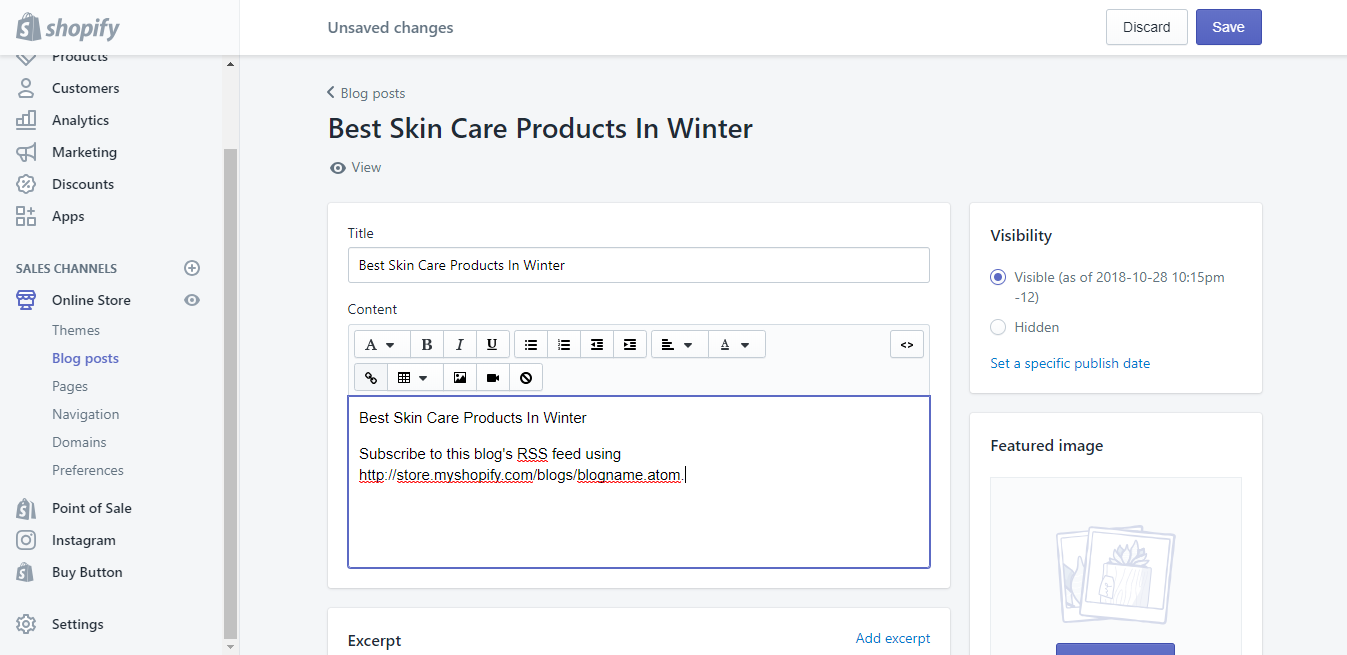 shopify
Unsaved changes
Discard
Save
Products
Customers
Analytics
Marketing
Discounts
Apps
SALES CHANNELS
Online Store
Themes
Blog posts
Pages
Navigation
Domains
Preferences
Point of Sale
Instagram
Buy Button
Settings
Blog posts
Best Skin Care Products In Winter
View
Title
Best Skin Care Products In Winter
Content
A
B
I
U
A
<>
Best Skin Care Products In Winter
Subscribe to this blog's RSS feed using
http://store.myshopify.com/blogs/blogname.atom.
Excerpt
Add excerpt
Visibility
Visible (as of 2018-10-28 10:15pm
-12)
Hidden
Set a specific publish date
Featured image